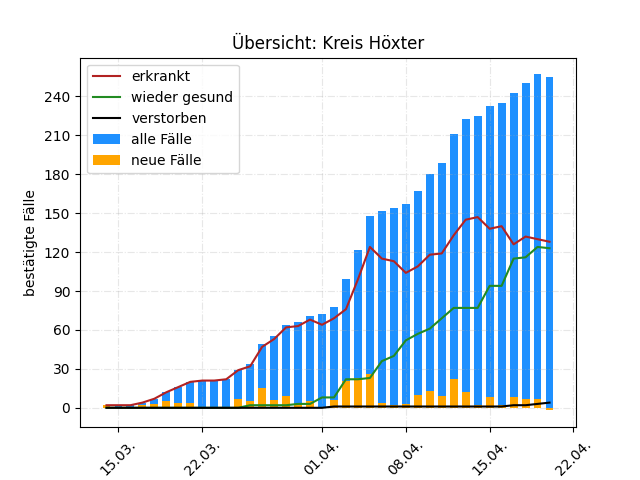 Übersicht: Kreis Höxter
erkrankt
wieder gesund
verstorben
alle Fälle
neue Fälle
bestätigte Fälle
240
210
180
150
120
90
60
30
0
15.03.
22.03.
01.04.
08.04.
15.04.
22.04.